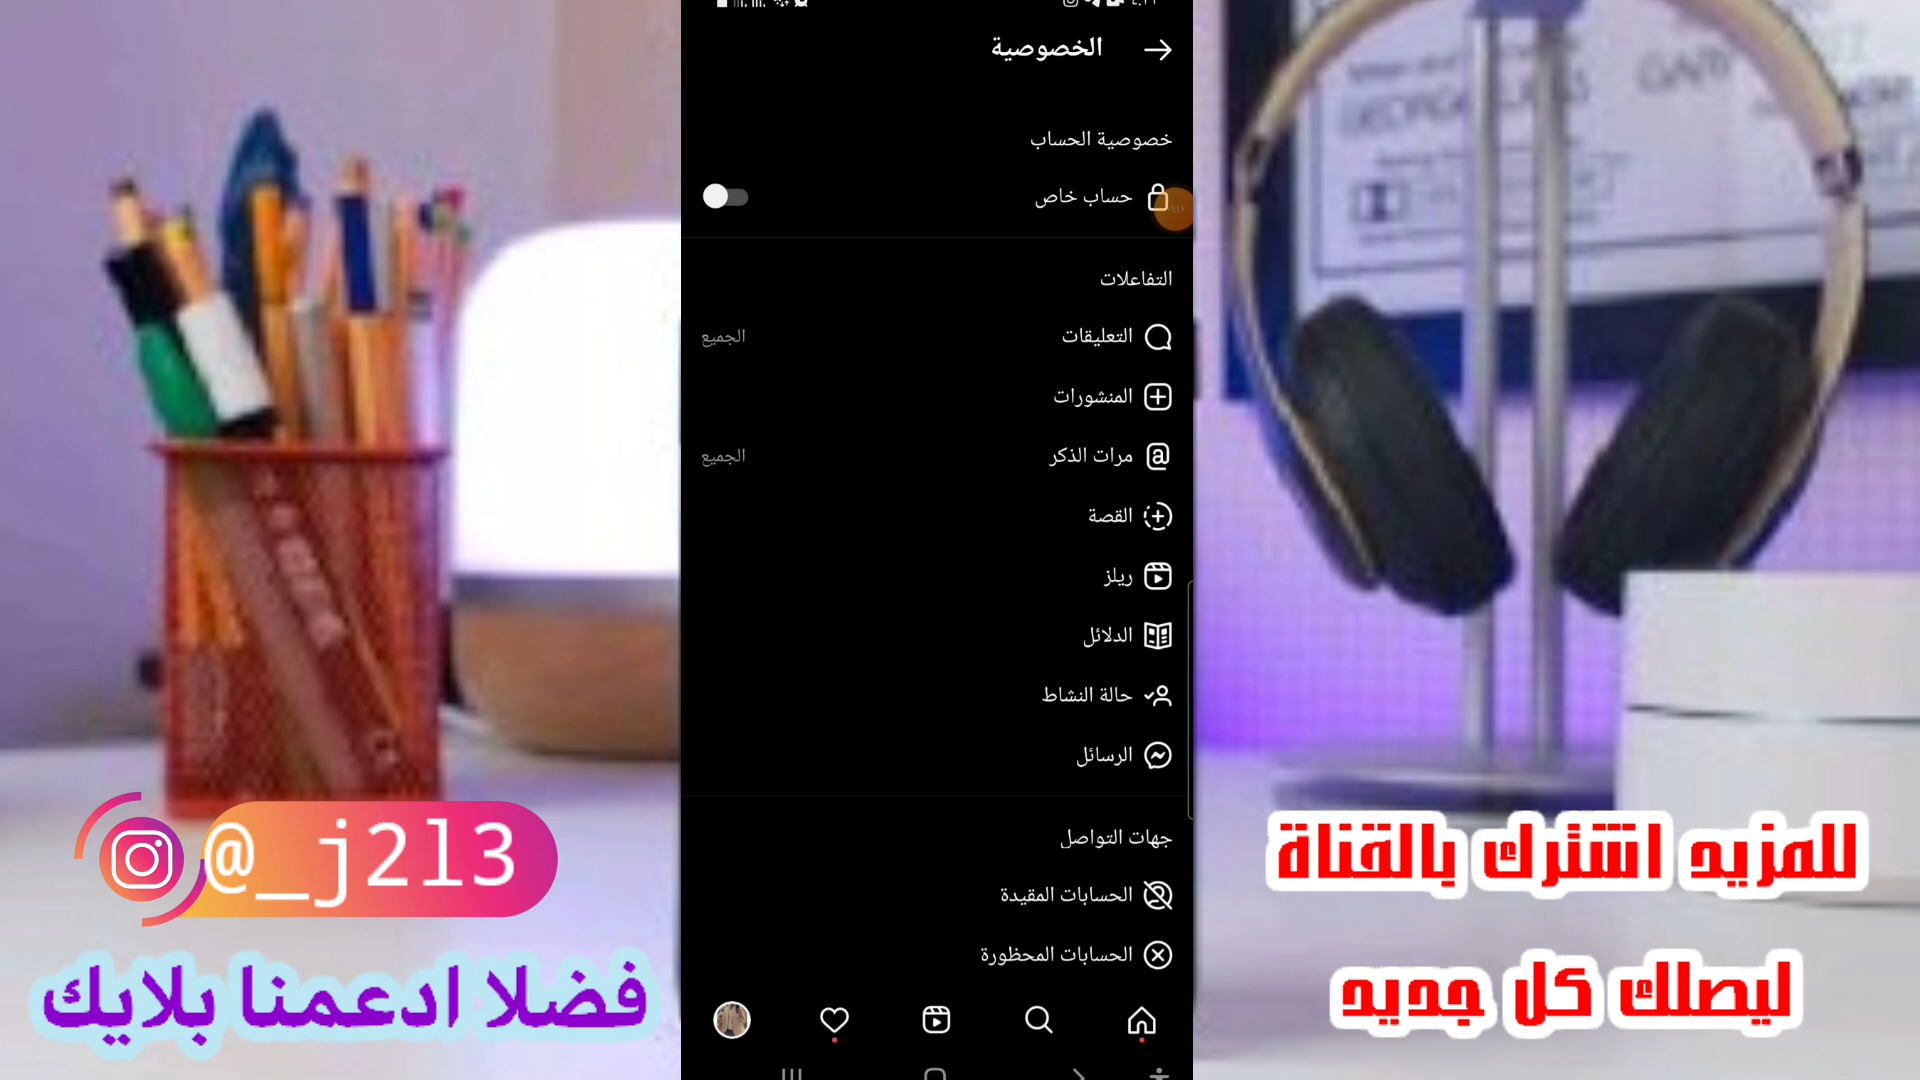 الخصوصية
خصوصية الحساب
حساب خاص
التفاعلات
التعليقات
الجميع
المنشورات
مرات الذكر
الجميع
القصة
ريلز
الدلائل
حالة النشاط
الرسائل
جهات التواصل
الحسابات المقيدة
الحسابات المحظورة
@_j2l3
فضلا ادعمنا بلايك
للمزيد اشترك بالقناة
ليصلك كل جديد